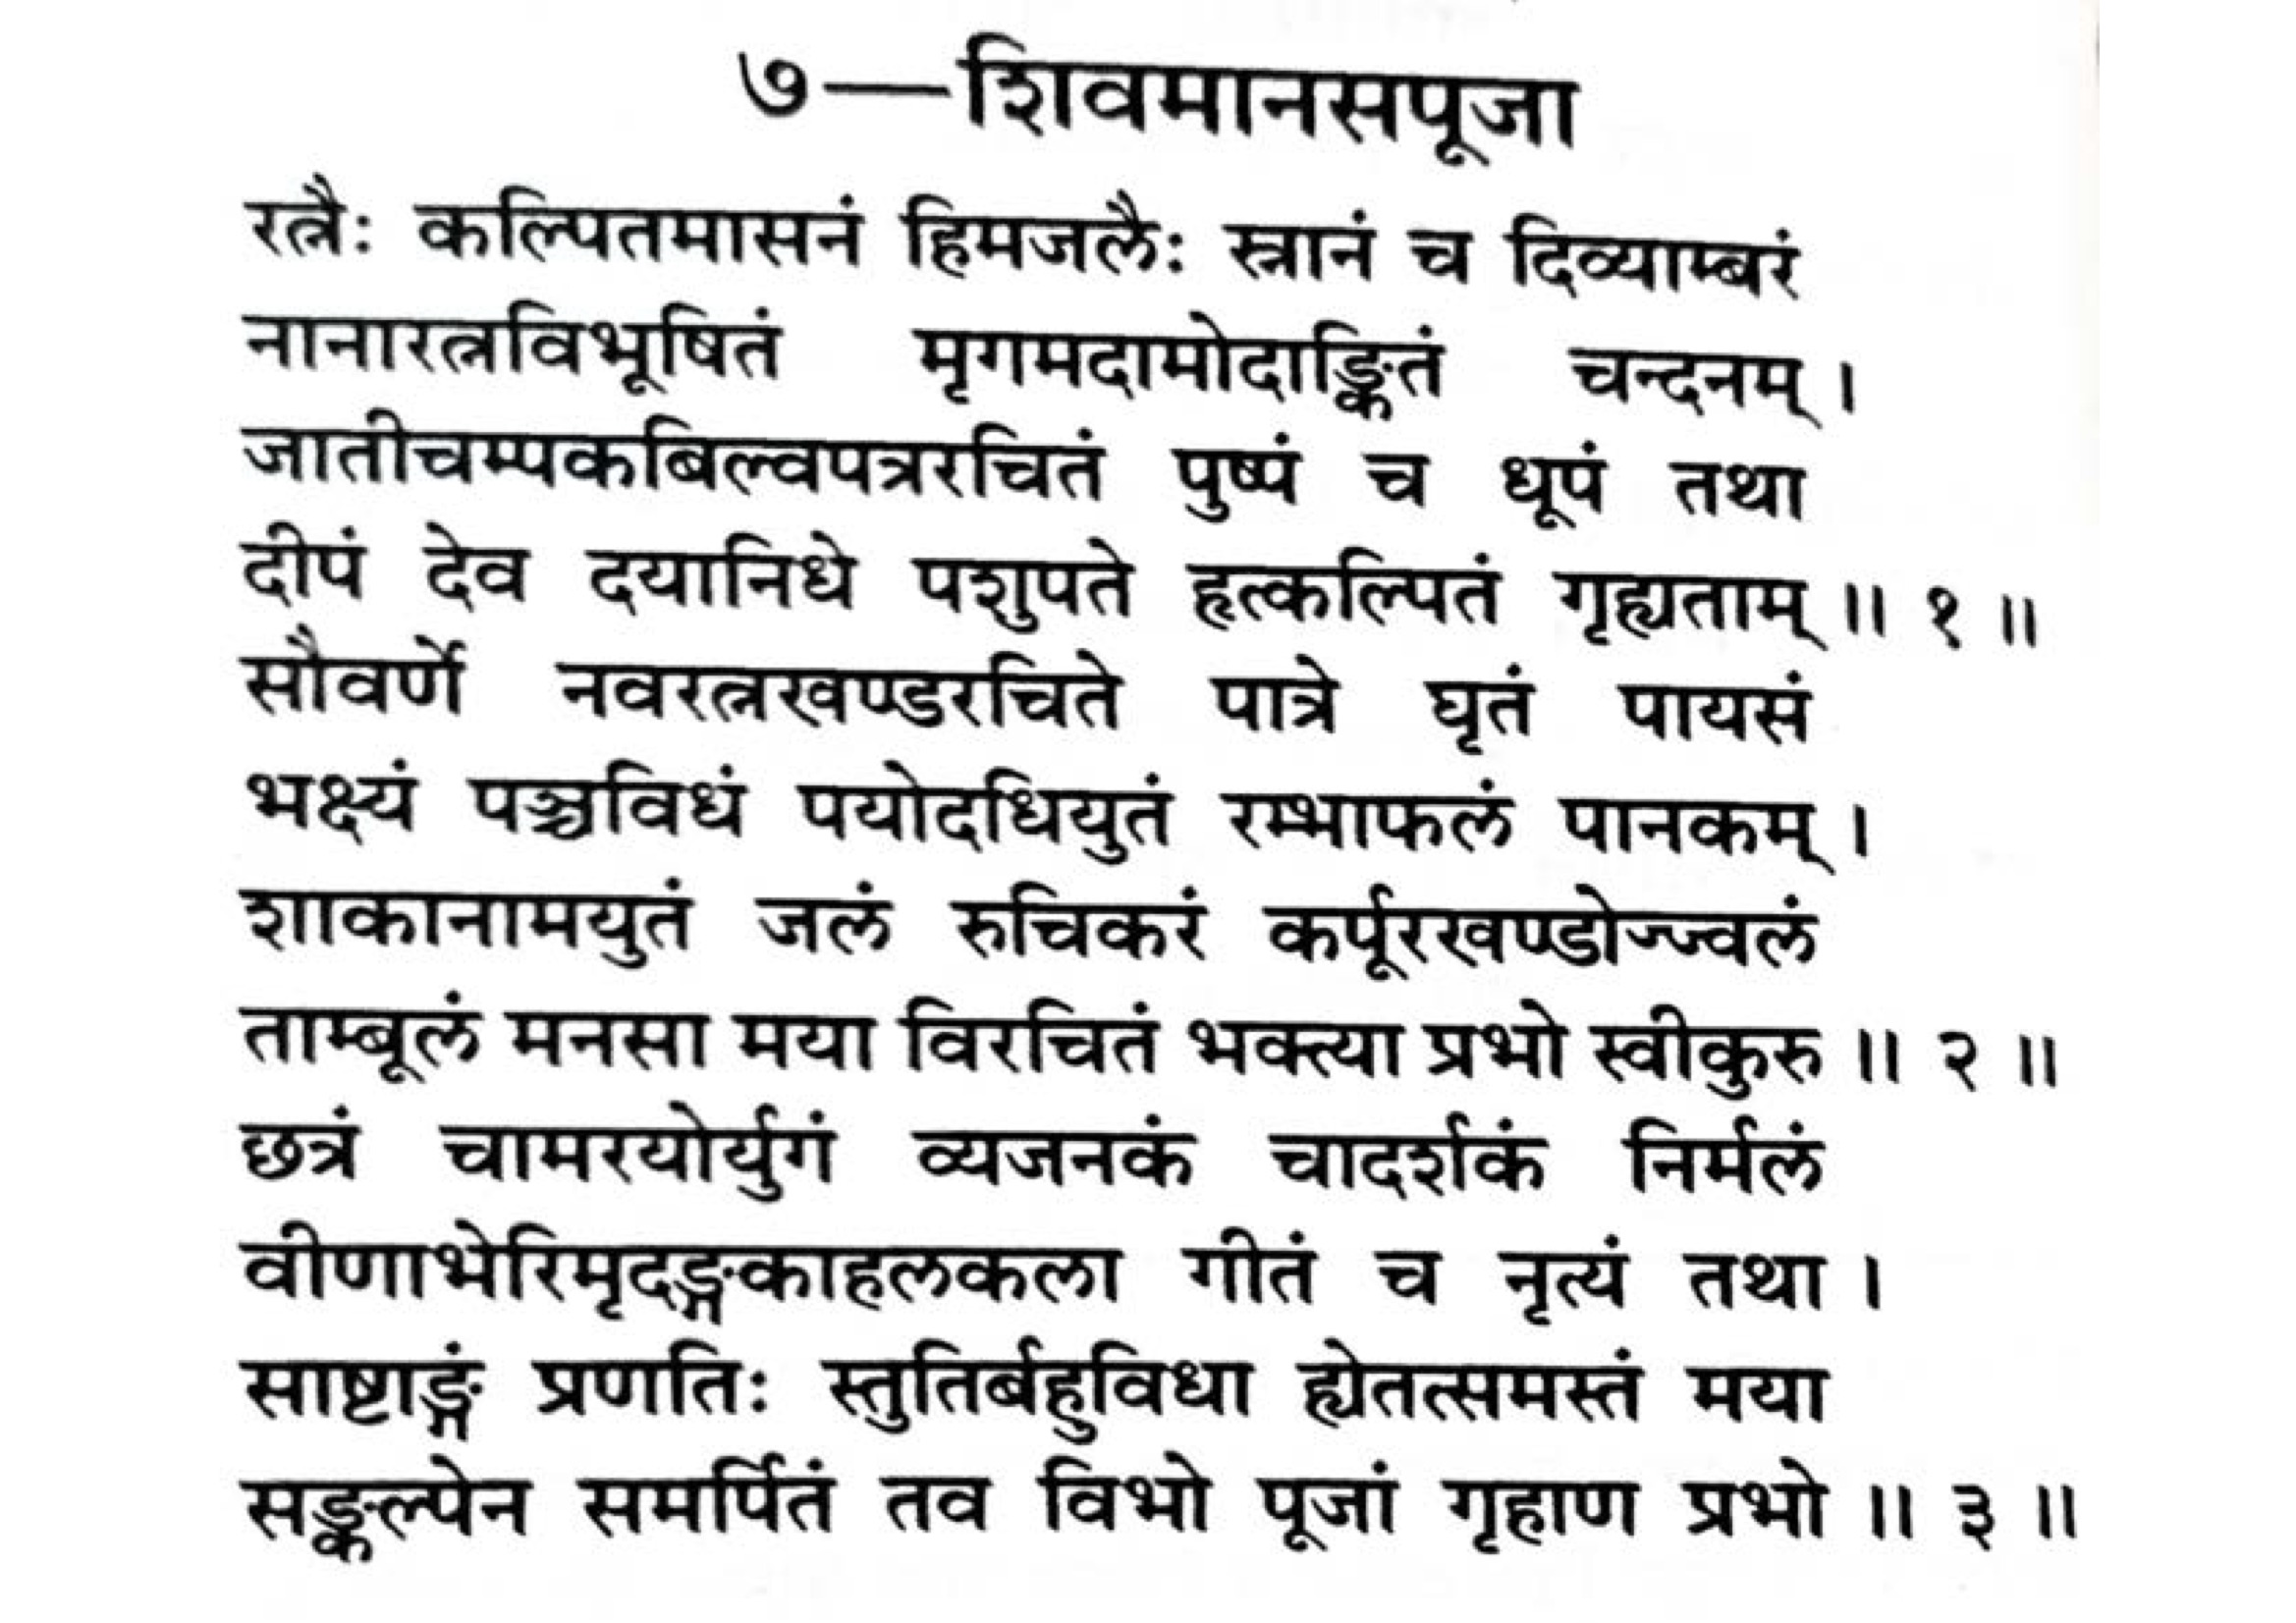 ७—शिवमानसपूजा
रत्नैः कल्पितमासनं हिमजलैः स्नानं च दिव्याम्बरं
नानारत्नविभूषितं मृगमदामोदाङ्कितं चन्दनम् ।
जातीचम्पकबिल्वपत्ररचितं पुष्पं च धूपं तथा
दीपं देव दयानिधे पशुपते हृत्कल्पितं गृह्यताम् ॥ १ ॥
सौवर्णे नवरत्नखण्डरचिते पात्रे घृतं पायसं
भक्ष्यं पञ्चविधं पयोदधियुतं रम्भाफलं पानकम् ।
शाकानामयुतं जलं रुचिकरं कर्पूरखण्डोज्ज्वलं
ताम्बूलं मनसा मया विरचितं भक्त्या प्रभो स्वीकुरु ॥ २ ॥
छत्रं चामरयोर्युगं व्यजनकं चादर्शकं निर्मलं
वीणाभेरिमृदङ्गकाहलकला गीतं च नृत्यं तथा ।
साष्टाङ्गं प्रणतिः स्तुतिर्बहुविधा ह्येतत्समस्तं मया
सङ्कल्पेन समर्पितं तव विभो पूजां गृहाण प्रभो ॥ ३ ॥